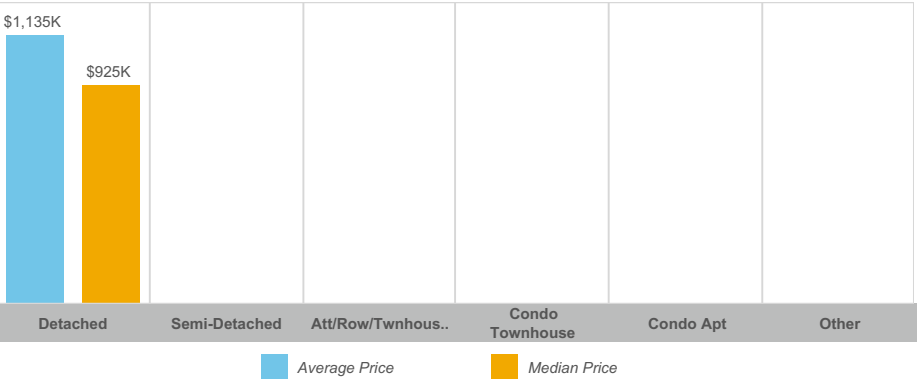 $1,135K
$925K
Detached
Semi-Detached
Att/Row/Twnhous..
Condo
Townhouse
Condo Apt
Other
Average Price
Median Price